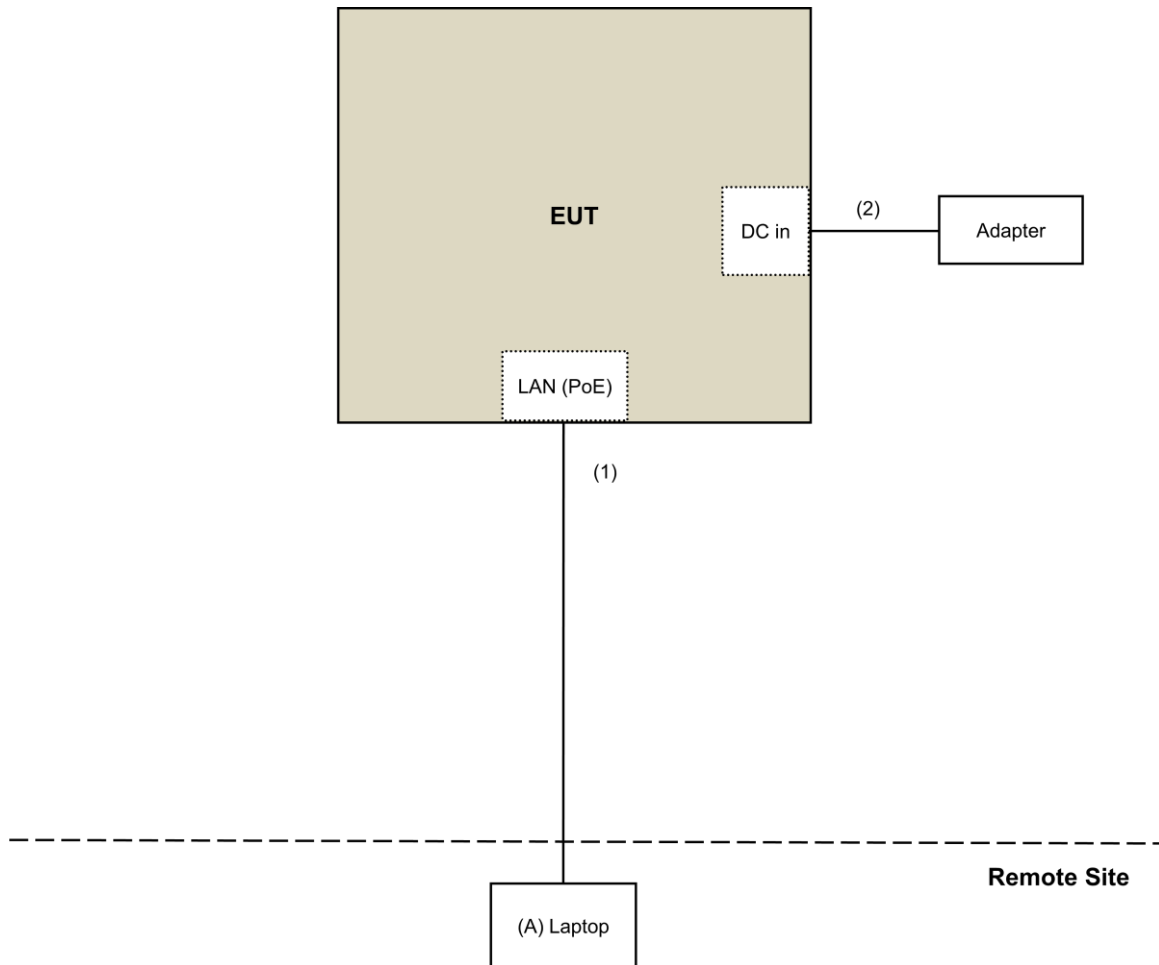 EUT
DC in
(2)
Adapter
LAN (PoE)
(1)
Remote Site
(A) Laptop